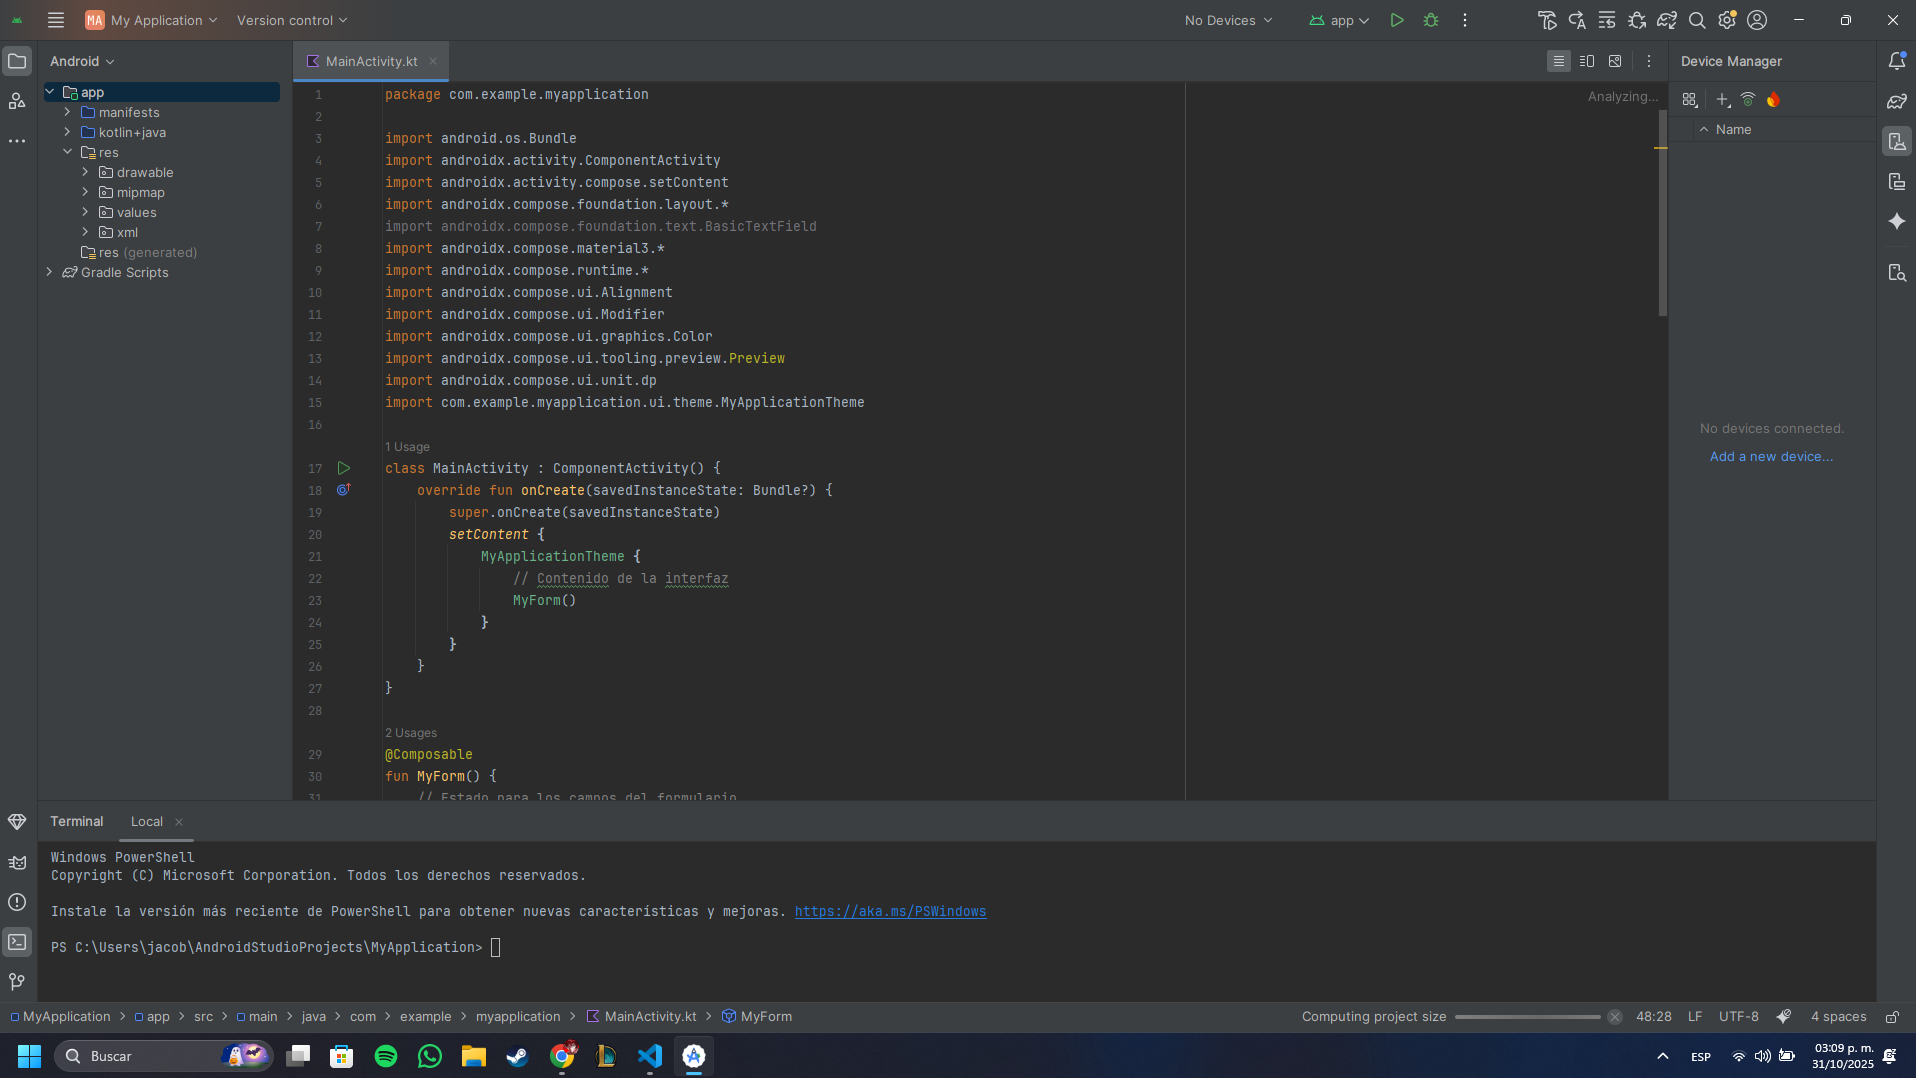 MA My Application Version control No Devices app
Android MainActivity.kt Device Manager
app
manifests
kotlin+java
res
drawable
mipmap
values
xml
res (generated)
Gradle Scripts
Analyzing...
1 package com.example.myapplication
2
3 import android.os.Bundle
4 import androidx.activity.ComponentActivity
5 import androidx.activity.compose.setContent
6 import androidx.compose.foundation.layout.*
7 import androidx.compose.foundation.text.BasicTextField
8 import androidx.compose.material3.*
9 import androidx.compose.runtime.*
10 import androidx.compose.ui.Alignment
11 import androidx.compose.ui.Modifier
12 import androidx.compose.ui.graphics.Color
13 import androidx.compose.ui.tooling.preview.Preview
14 import androidx.compose.ui.unit.dp
15 import com.example.myapplication.ui.theme.MyApplicationTheme
16
1 Usage
17 class MainActivity : ComponentActivity() {
18 override fun onCreate(savedInstanceState: Bundle?) {
19 super.onCreate(savedInstanceState)
20 setContent {
21 MyApplicationTheme {
22 // Contenido de la interfaz
23 MyForm()
24 }
25 }
26 }
27 }
28
2 Usages
29 @Composable
30 fun MyForm() {
31 // Estado para los campos del formulario
Name
No devices connected.
Add a new device...
Terminal Local
Windows PowerShell
Copyright (C) Microsoft Corporation. Todos los derechos reservados.
Instale la versión más reciente de PowerShell para obtener nuevas características y mejoras. https://aka.ms/PSWindows
PS C:\Users\jacob\AndroidStudioProjects\MyApplication>
MyApplication > app > src > main > java > com > example > myapplication > MainActivity.kt > MyForm Computing project size 48:28 LF UTF-8 4 spaces
Buscar ESP 03:09 p. m.
31/10/2025